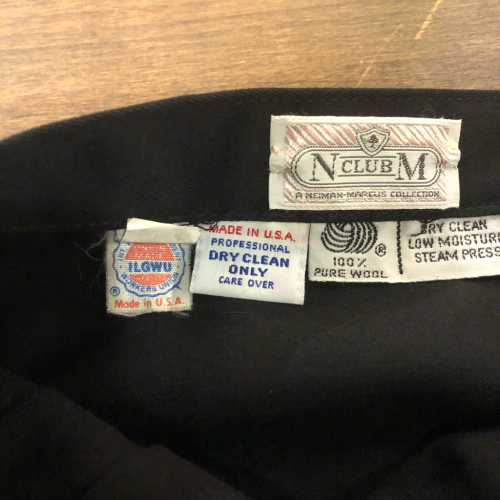 N CLUB M
A NEIMAN-MARCUS COLLECTION
ILGWU
WORKERS UNION
®
Made in U.S.A.
MADE IN U.S.A.
PROFESSIONAL
DRY CLEAN
ONLY
CARE OVER
®
100%
PURE WOOL
DRY CLEAN
LOW MOISTURE
STEAM PRESS